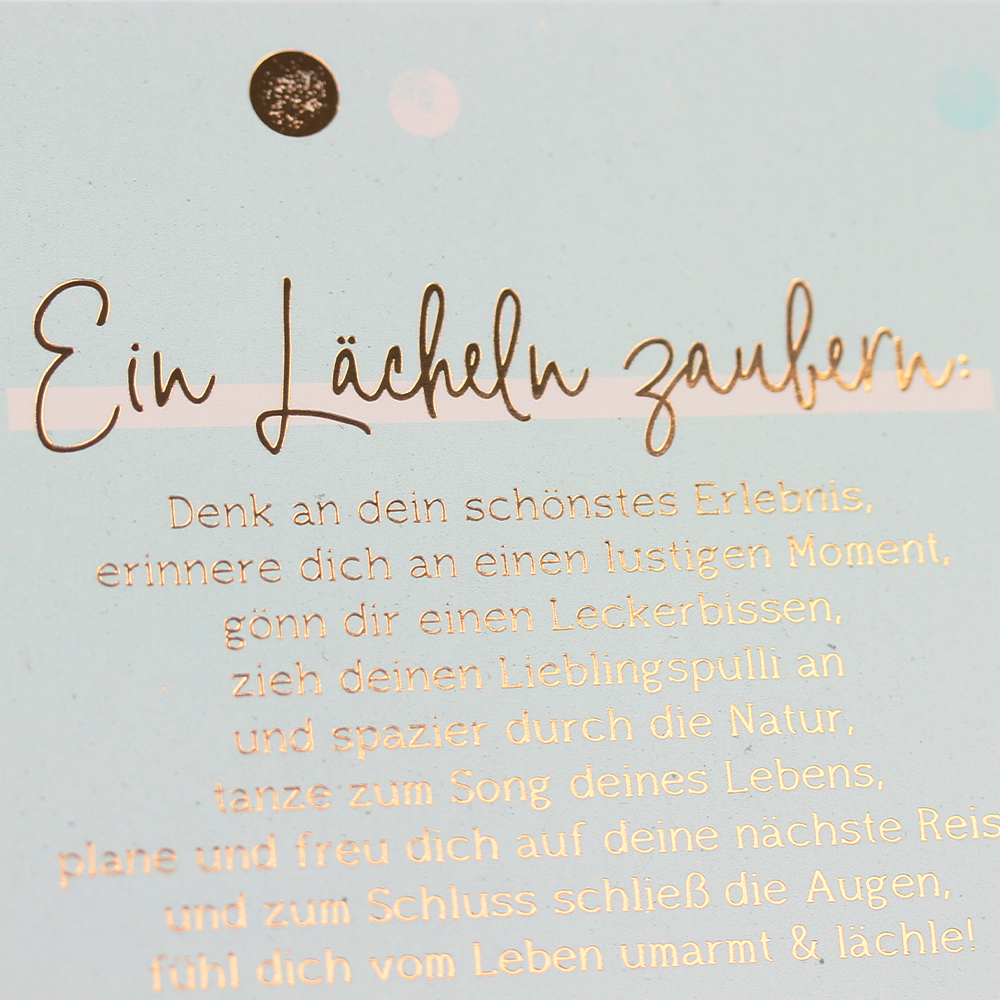 Ein Lächeln zaubern:
Denk an dein schönstes Erlebnis,
erinnere dich an einen lustigen Moment,
gönn dir einen Leckerbissen,
zieh deinen Lieblingspulli an
und spazier durch die Natur,
tanze zum Song deines Lebens,
plane und freu dich auf deine nächste Reis
und zum Schluss schließ die Augen,
fühl dich vom Leben umarmt & lächle!